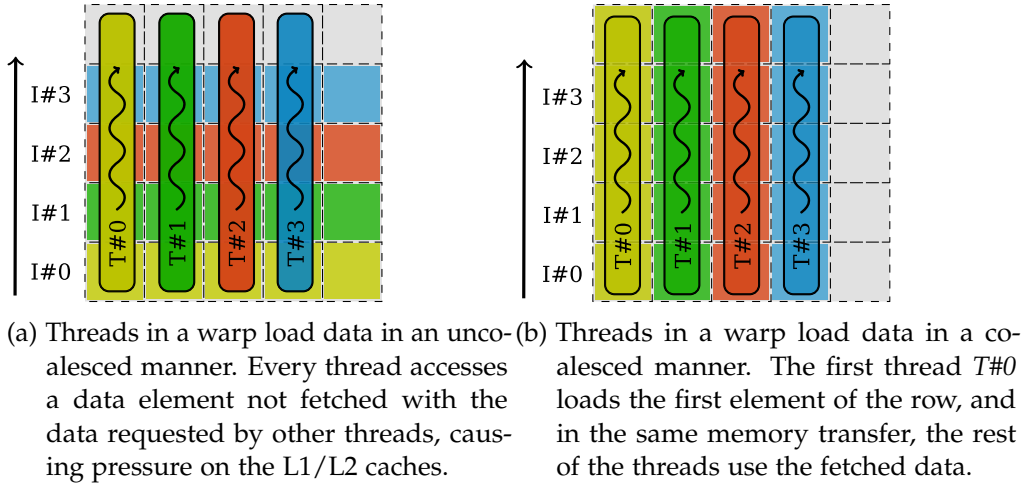 I#3
I#2
I#1
I#0
T#0
T#1
T#2
T#3
I#3
I#2
I#1
I#0
T#0
T#1
T#2
T#3
(a) Threads in a warp load data in an unco-
alesced manner. Every thread accesses
a data element not fetched with the
data requested by other threads, caus-
ing pressure on the L1/L2 caches.
(b) Threads in a warp load data in a co-
alesced manner. The first thread T#0
loads the first element of the row, and
in the same memory transfer, the rest
of the threads use the fetched data.